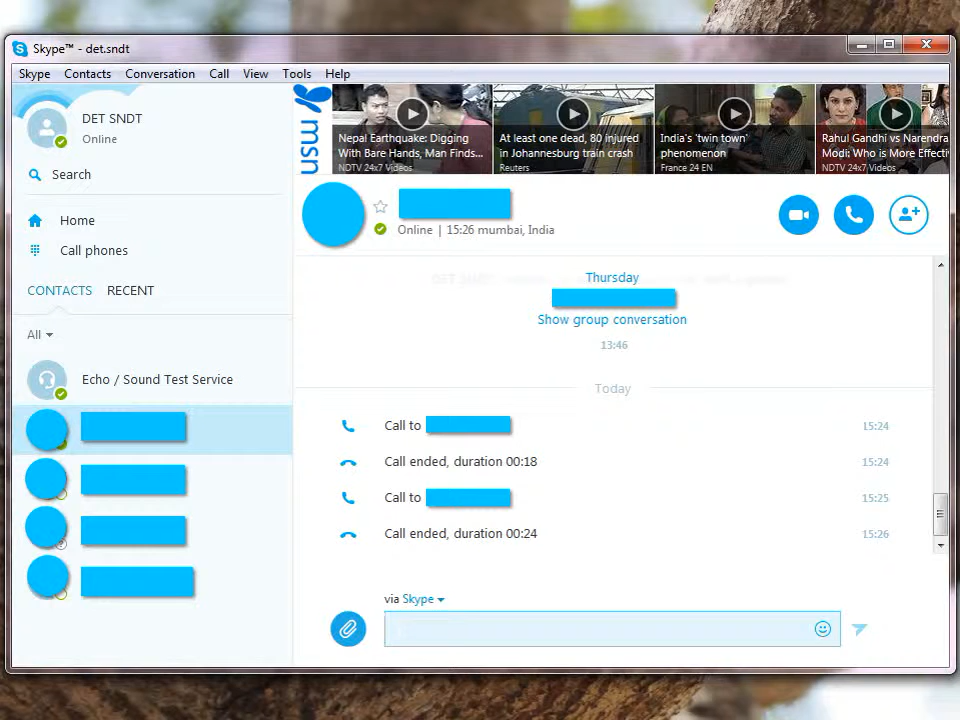 Skype™ - det.sndt
Skype Contacts Conversation Call View Tools Help
DET SNDT
Online
Search
Home
Call phones
CONTACTS RECENT
All
Echo / Sound Test Service
msn
Nepal Earthquake: Digging
With Bare Hands, Man Finds...
NDTV 24x7 Videos
At least one dead, 80 injured
in Johannesburg train crash
Reuters
India's 'twin town'
phenomenon
France 24 EN
Rahul Gandhi vs Narendra
Modi: Who is More Effecti
NDTV 24x7 Videos
Online | 15:26 mumbai, India
Thursday
Show group conversation
13:46
Today
Call to 15:24
Call ended, duration 00:18 15:24
Call to 15:25
Call ended, duration 00:24 15:26
via Skype